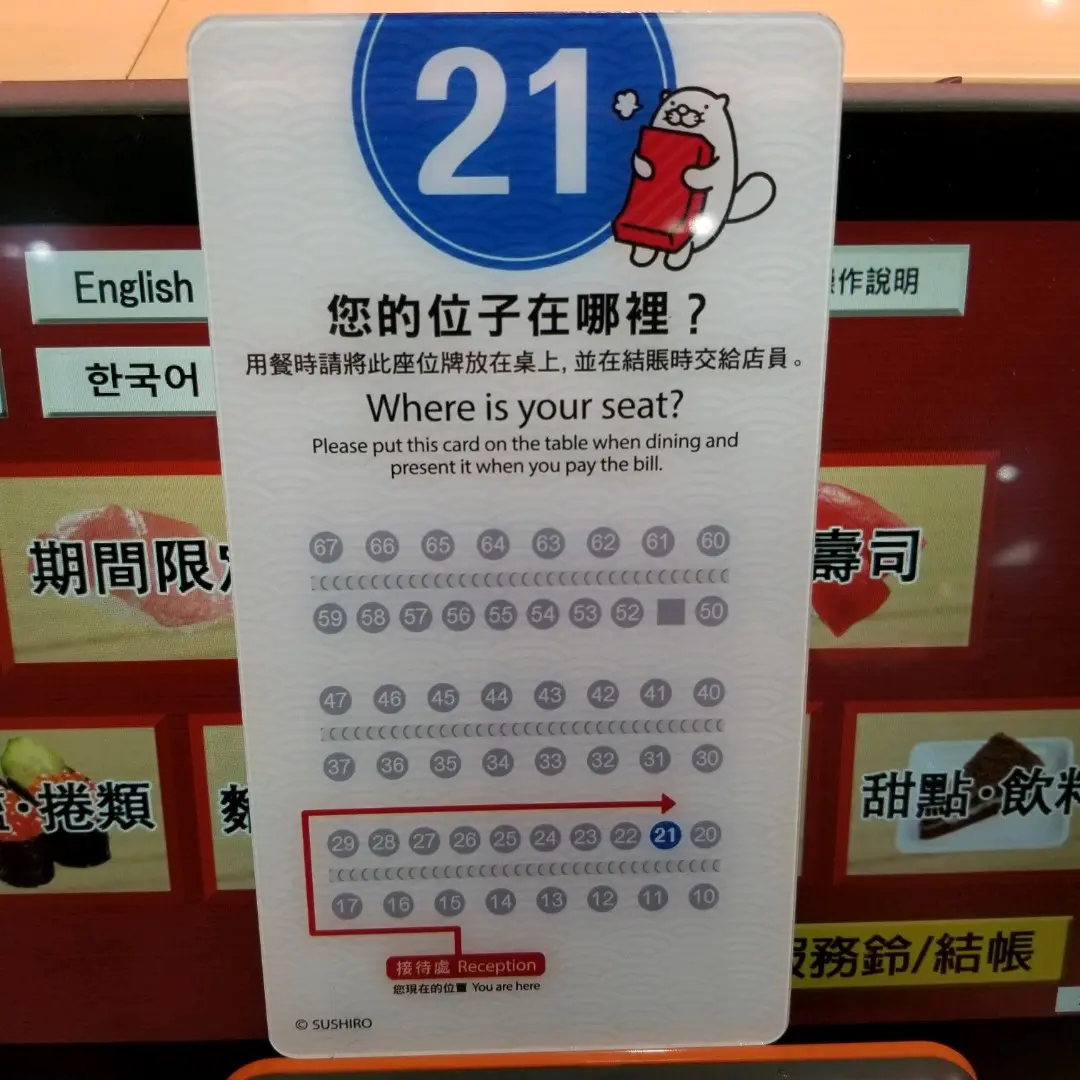 21
English
한국어
作說明
您的位子在哪裡？
用餐時請將此座位牌放在桌上, 並在結賬時交給店員。
Where is your seat?
Please put this card on the table when dining and
present it when you pay the bill.
期間限
壽司
67 66 65 64 63 62 61 60
59 58 57 56 55 54 53 52 50
47 46 45 44 43 42 41 40
37 36 35 34 33 32 31 30
·捲類
甜點·飲料
29 28 27 26 25 24 23 22 21 20
17 16 15 14 13 12 11 10
接待處 Reception
您現在的位置 You are here
務鈴/結帳
© SUSHIRO